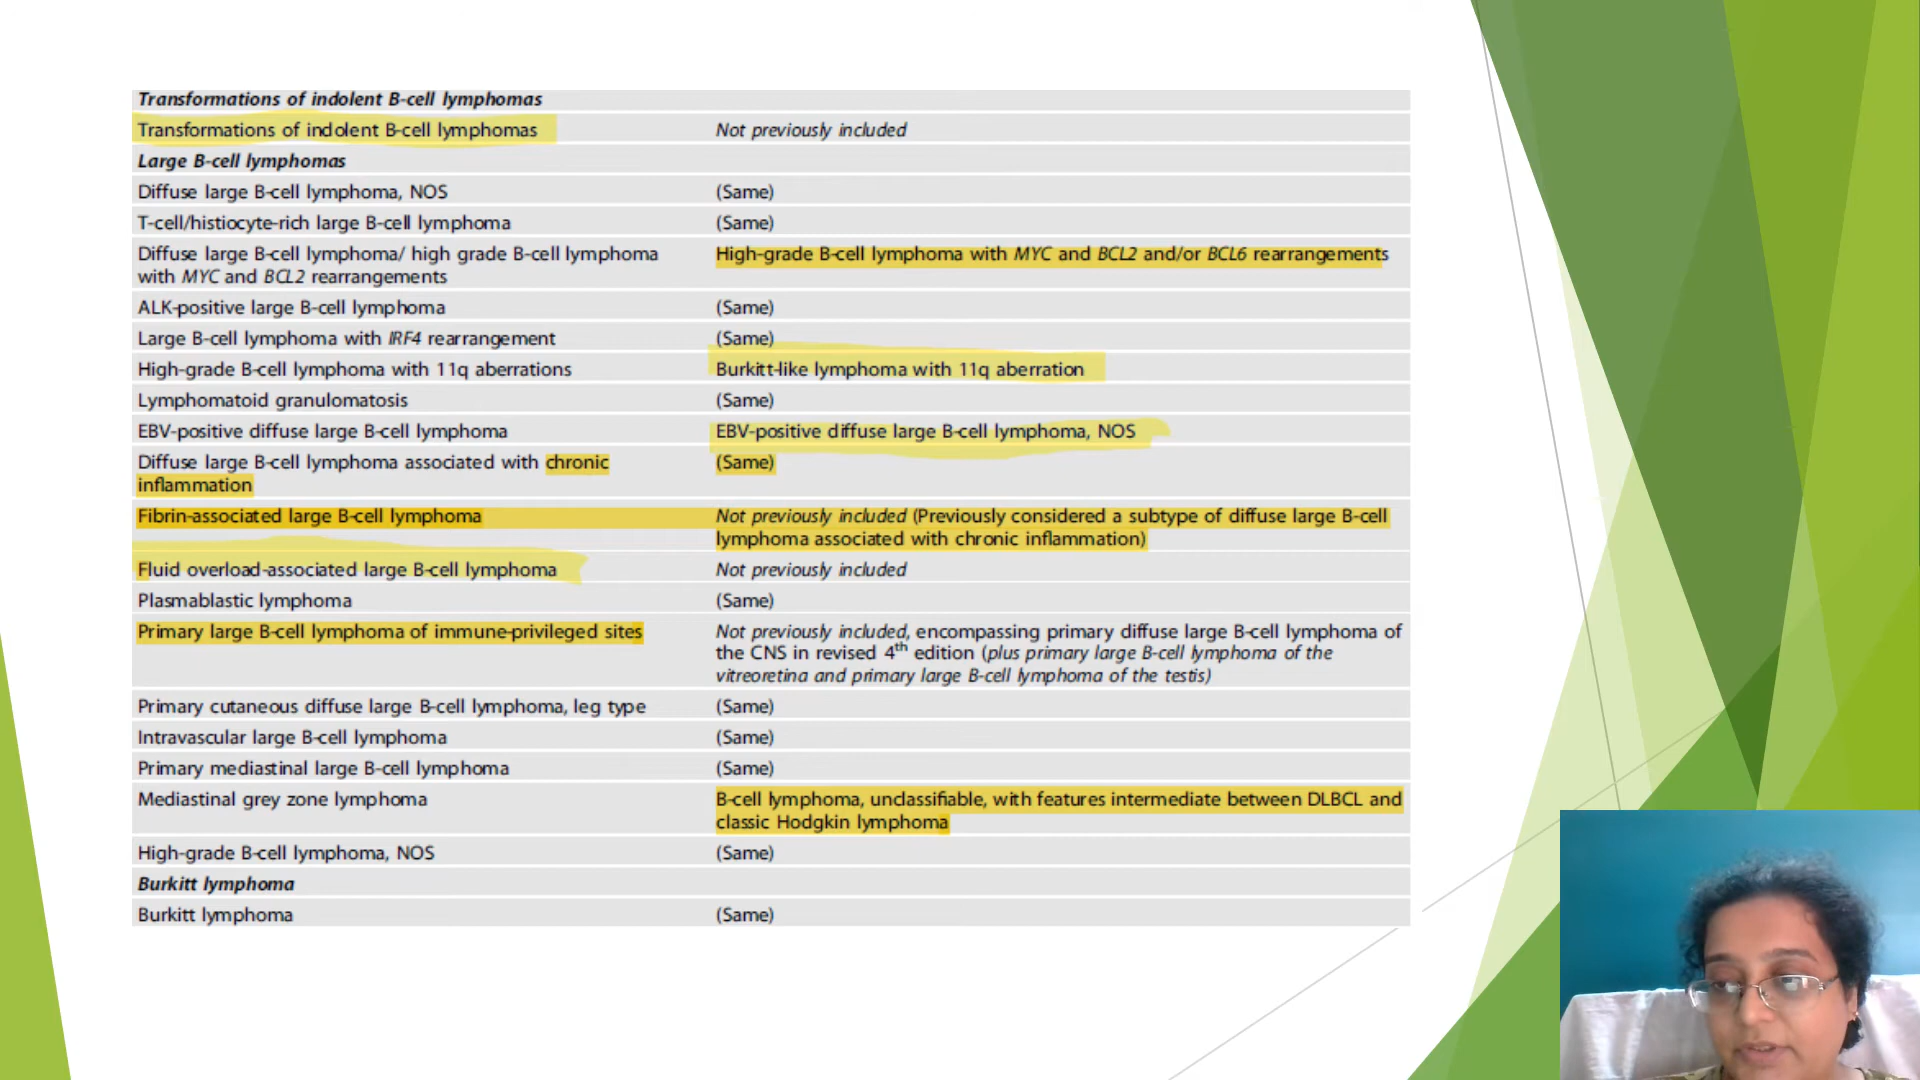 Transformations of indolent B-cell lymphomas
Transformations of indolent B-cell lymphomas Not previously included
Large B-cell lymphomas
Diffuse large B-cell lymphoma, NOS (Same)
T-cell/histiocyte-rich large B-cell lymphoma (Same)
Diffuse large B-cell lymphoma/ high grade B-cell lymphoma High-grade B-cell lymphoma with MYC and BCL2 and/or BCL6 rearrangements
with MYC and BCL2 rearrangements
ALK-positive large B-cell lymphoma (Same)
Large B-cell lymphoma with IRF4 rearrangement (Same)
High-grade B-cell lymphoma with 11q aberrations Burkitt-like lymphoma with 11q aberration
Lymphomatoid granulomatosis (Same)
EBV-positive diffuse large B-cell lymphoma EBV-positive diffuse large B-cell lymphoma, NOS
Diffuse large B-cell lymphoma associated with chronic (Same)
inflammation
Fibrin-associated large B-cell lymphoma Not previously included (Previously considered a subtype of diffuse large B-cell
lymphoma associated with chronic inflammation)
Fluid overload-associated large B-cell lymphoma Not previously included
Plasmablastic lymphoma (Same)
Primary large B-cell lymphoma of immune-privileged sites Not previously included, encompassing primary diffuse large B-cell lymphoma of
the CNS in revised 4th edition (plus primary large B-cell lymphoma of the
vitreoretina and primary large B-cell lymphoma of the testis)
Primary cutaneous diffuse large B-cell lymphoma, leg type (Same)
Intravascular large B-cell lymphoma (Same)
Primary mediastinal large B-cell lymphoma (Same)
Mediastinal grey zone lymphoma B-cell lymphoma, unclassifiable, with features intermediate between DLBCL and
classic Hodgkin lymphoma
High-grade B-cell lymphoma, NOS (Same)
Burkitt lymphoma
Burkitt lymphoma (Same)